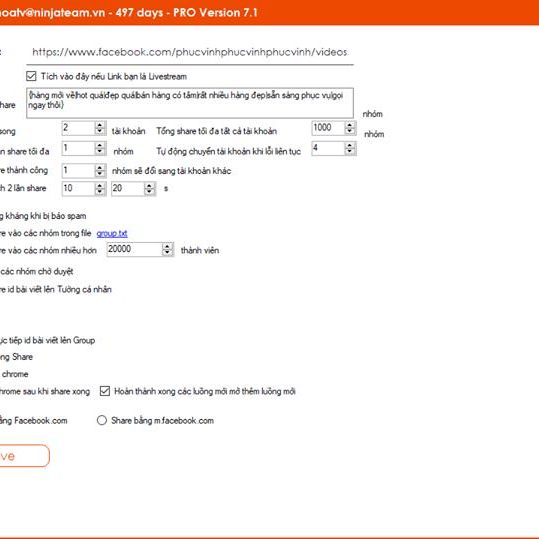 oatv@ninjateam.vn - 497 days - PRO Version 7.1
https://www.facebook.com/phucvinhphucvinhphucvinh/videos
Tích vào đây nếu Link bạn là Livestream
{hàng mới về|hot quá|đẹp quá|bán hàng có tâm|rất nhiều hàng đẹp|sẵn sàng phục vụ|gọi
ngay thôi}
hare
nhóm
song 2 tài khoản Tổng share tối đa tất cả tài khoản 1000 nhóm
n share tối đa 1 nhóm Tự động chuyển tài khoản khi lỗi liên tục 4
e thành công 1 nhóm sẽ đổi sang tài khoản khác
h 2 lần share 10 20 s
g kháng khi bị báo spam
re vào các nhóm trong file group.txt
re vào các nhóm nhiều hơn 20000 thành viên
các nhóm chờ duyệt
re id bài viết lên Tường cá nhân
ực tiếp id bài viết lên Group
ng Share
chrome
hrome sau khi share xong Hoàn thành xong các luồng mới mở thêm luồng mới
ằng Facebook.com Share bằng m.facebook.com
ve